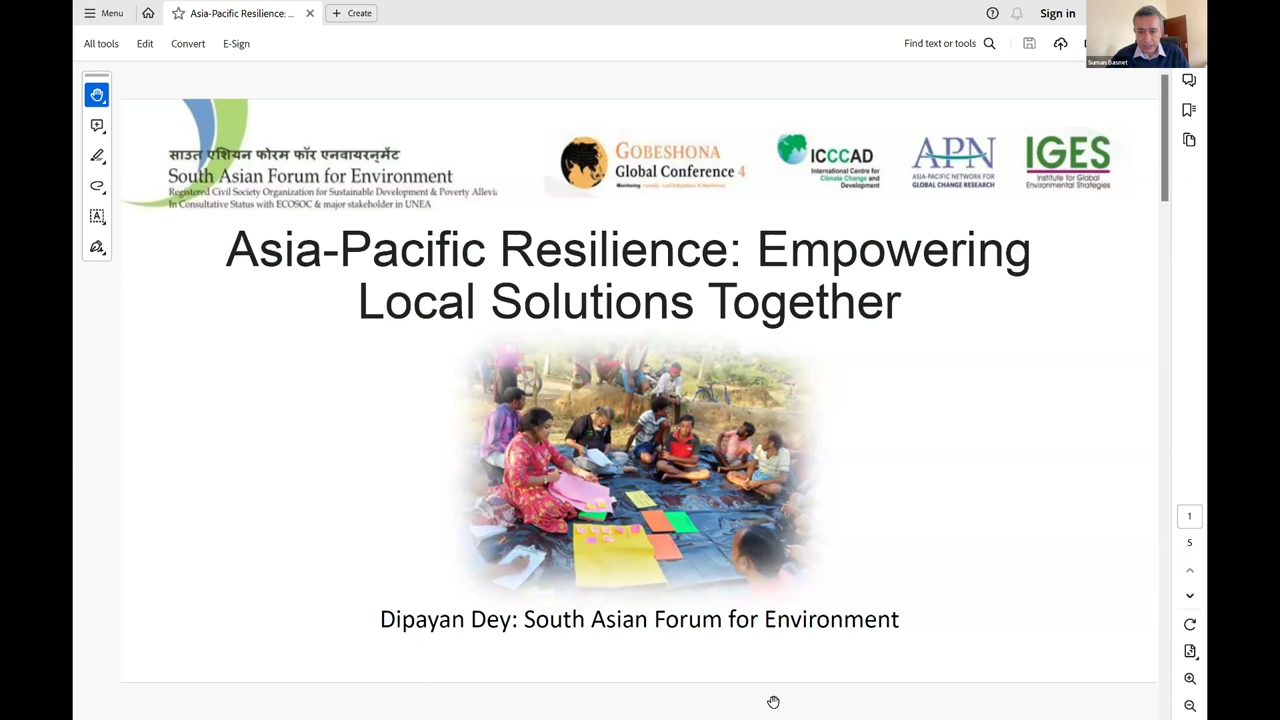 Menu
Asia-Pacific Resilience: ...
Create
Sign in
All tools
Edit
Convert
E-Sign
Find text or tools
Suman Basnet
साउत एशियन फोरम फॉर एनवायरन्मेंट
South Asian Forum for Environment
Registered Civil Society Organization for Sustainable Development & Poverty Allevi
In Consultative Status with ECOSOC & major stakeholder in UNEA
GOBESHONA
Global Conference 4
ICCCAD
International Centre for
Climate Change and
Development
APN
ASIA-PACIFIC NETWORK FOR
GLOBAL CHANGE RESEARCH
IGES
Institute for Global
Environmental Strategies
Asia-Pacific Resilience: Empowering
Local Solutions Together
Dipayan Dey: South Asian Forum for Environment
1
5